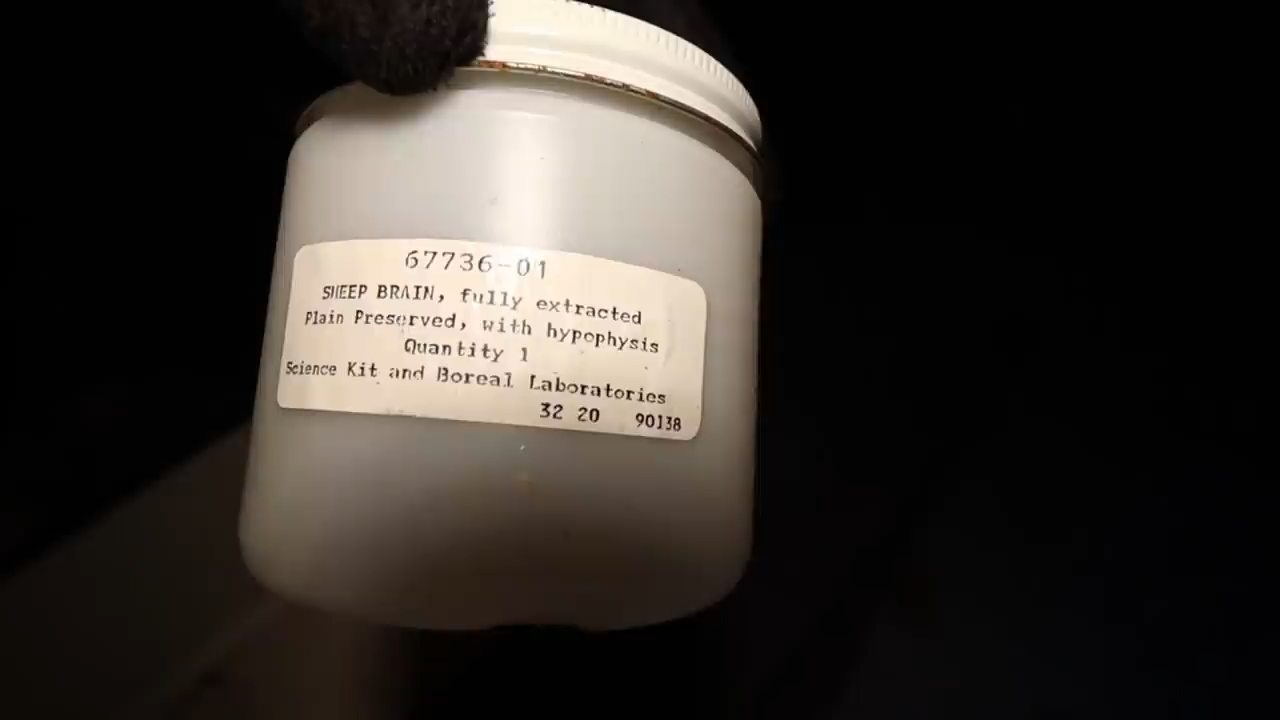 67736-01
SHEEP BRAIN, fully extracted
Plain Preserved, with hypophysis
Quantity 1
Science Kit and Boreal Laboratories
32 20 90138